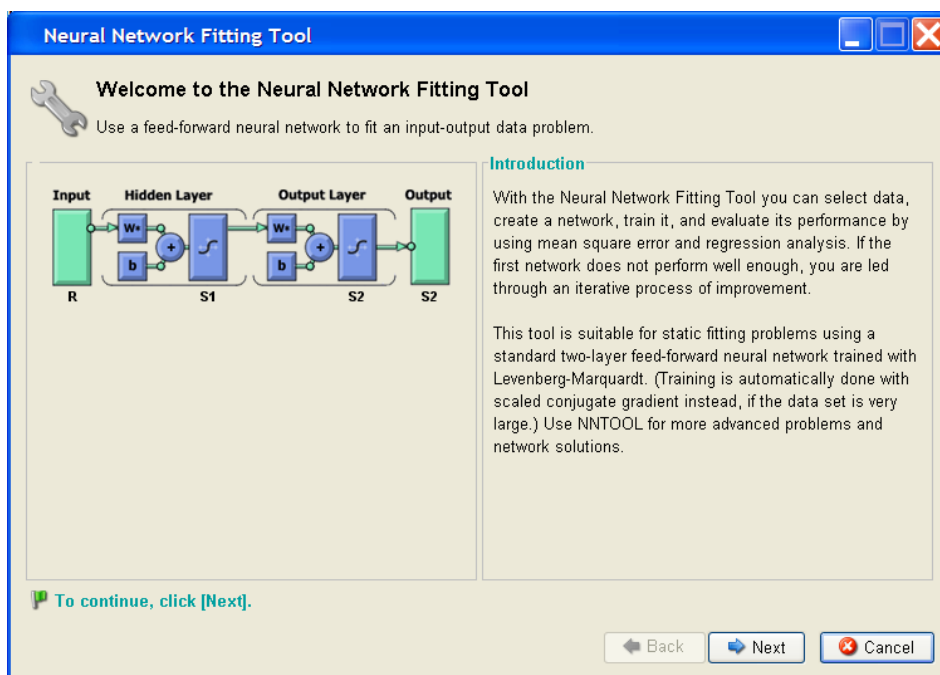 Neural Network Fitting Tool
Welcome to the Neural Network Fitting Tool
Use a feed-forward neural network to fit an input-output data problem.
Input Hidden Layer Output Layer Output
W W
b b
R S1 S2 S2
Introduction
With the Neural Network Fitting Tool you can select data,
create a network, train it, and evaluate its performance by
using mean square error and regression analysis. If the
first network does not perform well enough, you are led
through an iterative process of improvement.
This tool is suitable for static fitting problems using a
standard two-layer feed-forward neural network trained with
Levenberg-Marquardt. (Training is automatically done with
scaled conjugate gradient instead, if the data set is very
large.) Use NNTOOL for more advanced problems and
network solutions.
To continue, click [Next].
Back Next Cancel